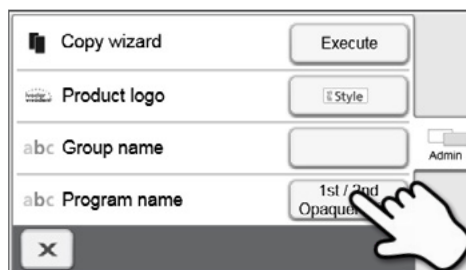 Copy wizard
Execute
Product logo
Style
abc Group name
Admin
abc Program name
1st / 2nd
Opaque